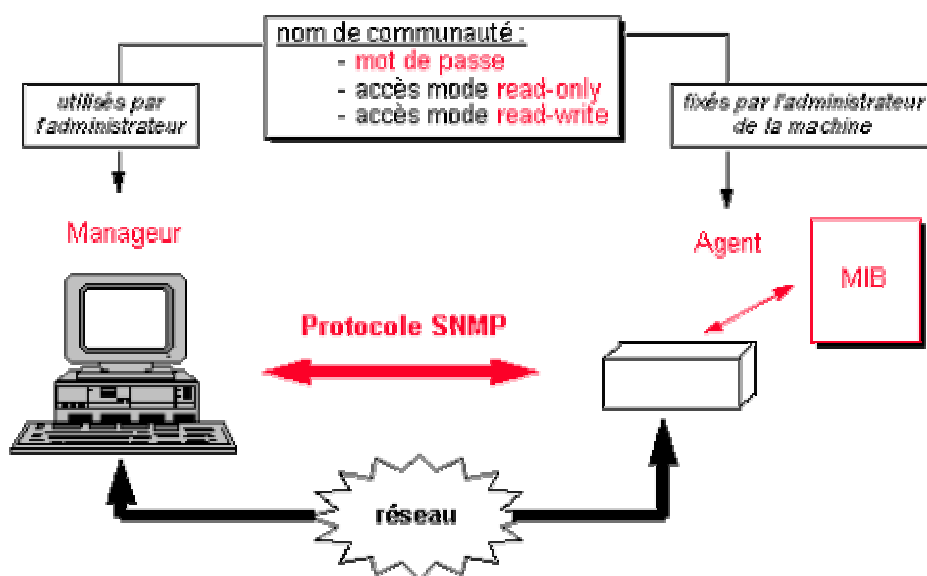 nom de communauté :
- mot de passe
- accès mode read-only
- accès mode read-write
utilisés par
l'administrateur
fixés par l'administrateur
de la machine
Manageur
Agent
MIB
Protocole SNMP
réseau